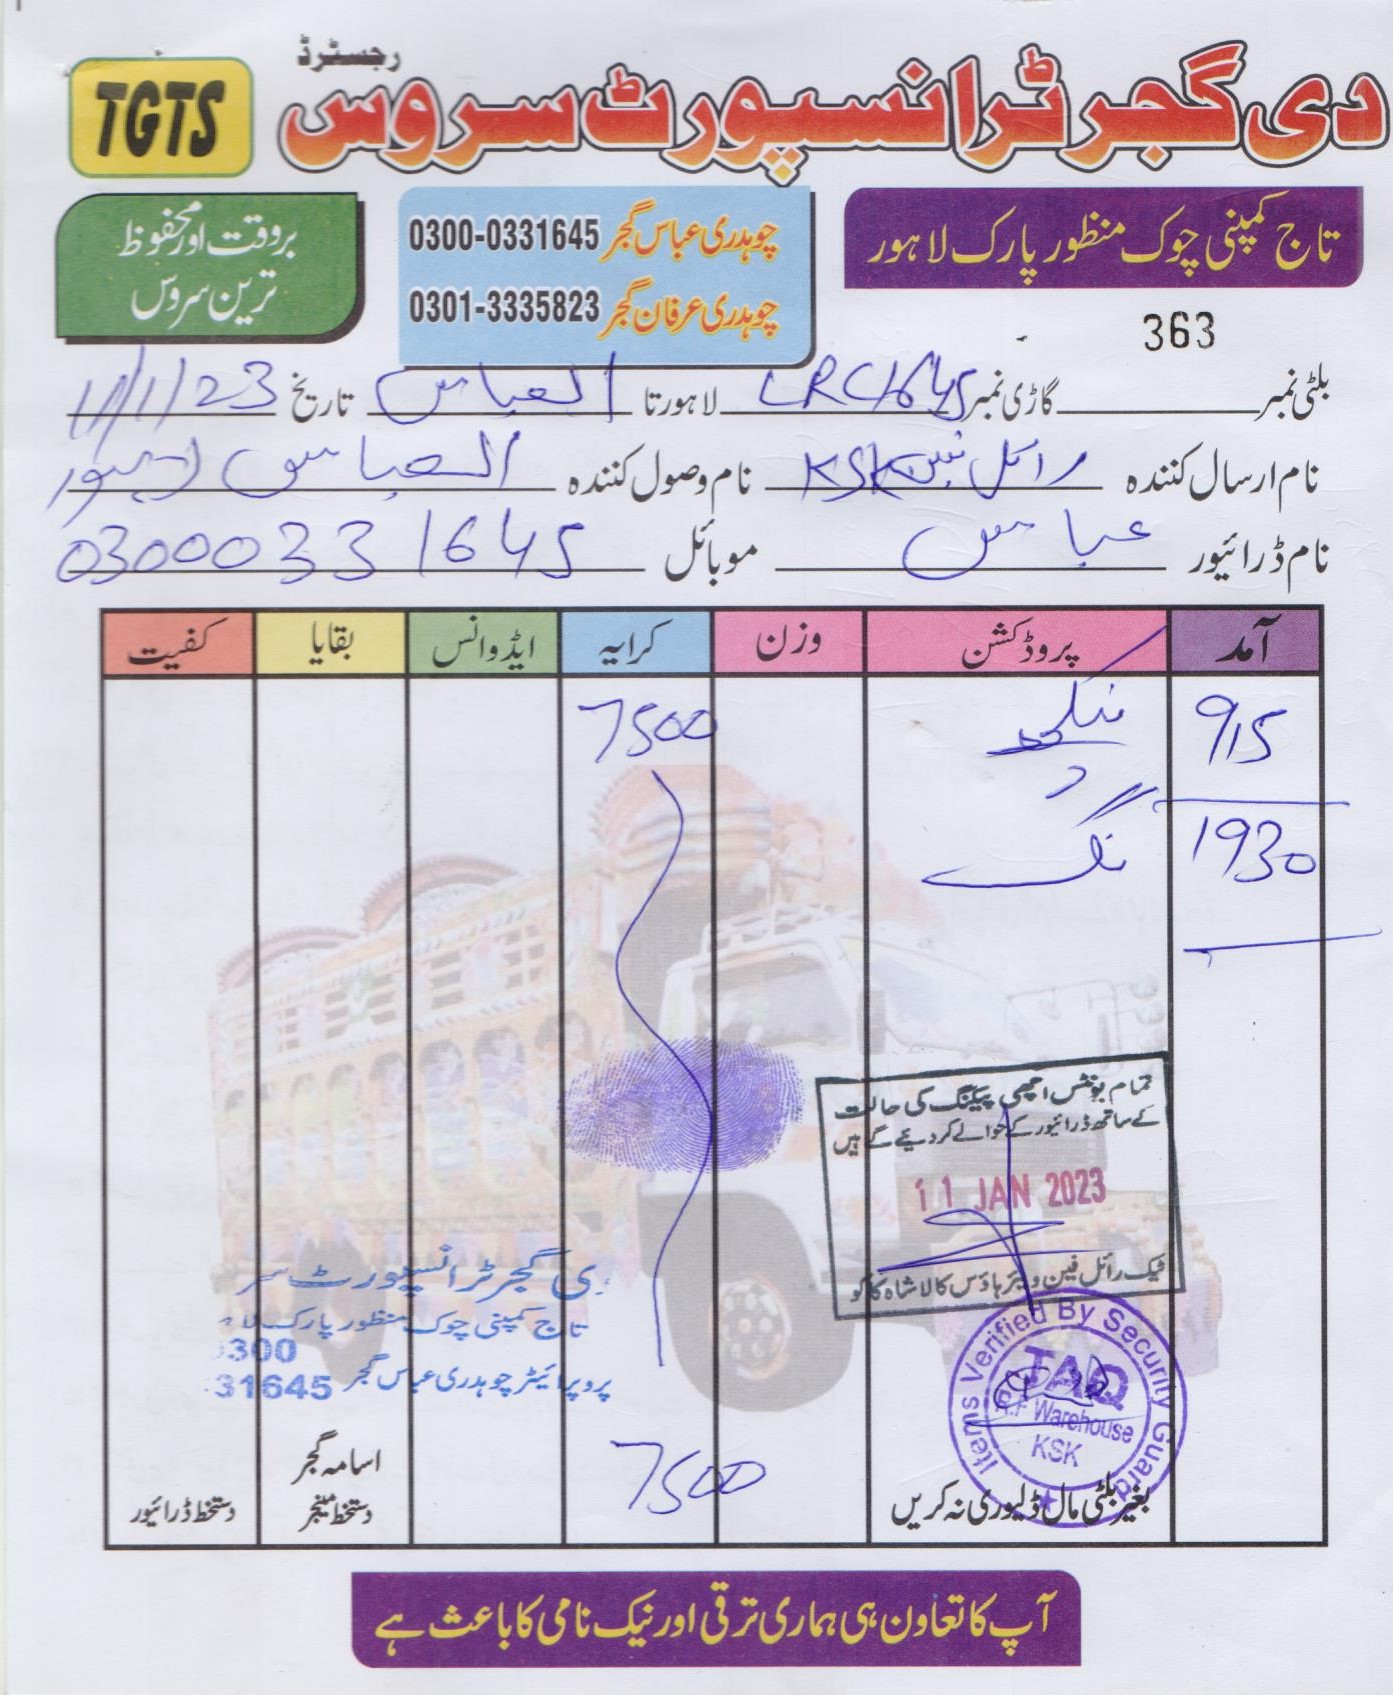 رجسٹرڈ
دی گجر ٹرانسپورٹ سروس
TGTS
تاج کمپنی چوک منظور پارک لاہور
چوہدری عباس گجر 0300-0331645
چوہدری عرفان گجر 0301-3335823
بروقت اور محفوظ
ترین سروس
363
بلٹی نمبر گاڑی نمبر LRC1645 لاہور تا العباس تاریخ 11/1/23
نام ارسال کنندہ رائل فین KSK نام وصول کنندہ العباس لاہور
نام ڈرائیور عباس موبائل 03000331645
آمد پروڈکشن وزن کرایہ ایڈوانس بقایا کفیت
915 7500
1930 نگ
تمام یونٹس اچھی پیکنگ کی حالت
کے ساتھ ڈرائیور کے حوالے کر دیئے گئے ہیں
11 JAN 2023
ٹیک رائل فین ویئر ہاؤس کالا شاہ کاکو
ی گجر ٹرانسپورٹ سر
تاج کمپنی چوک منظور پارک لا
0300
پروپرائیٹر چوہدری عباس گجر 31645
Items Verified By Security Guard
TAD
R.F Warehouse
KSK
7500
بغیر بلٹی مال ڈلیوری نہ کریں
اسامہ گجر
دستخط مینجر
دستخط ڈرائیور
آپ کا تعاون ہی ہماری ترقی اور نیک نامی کا باعث ہے